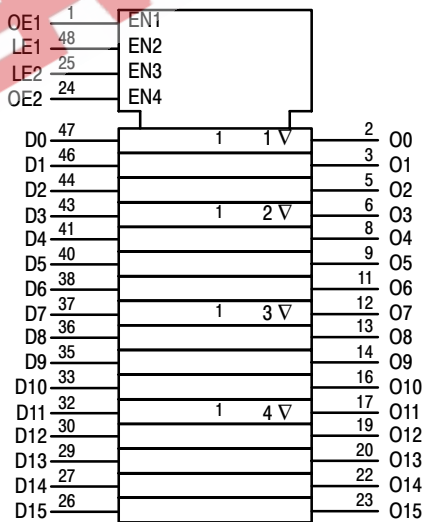 OE1 1 EN1
LE1 48 EN2
LE2 25 EN3
OE2 24 EN4
D0 47 1 1 ∇ 2 O0
D1 46 3 O1
D2 44 5 O2
D3 43 1 2 ∇ 6 O3
D4 41 8 O4
D5 40 9 O5
D6 38 11 O6
D7 37 1 3 ∇ 12 O7
D8 36 13 O8
D9 35 14 O9
D10 33 16 O10
D11 32 1 4 ∇ 17 O11
D12 30 19 O12
D13 29 20 O13
D14 27 22 O14
D15 26 23 O15